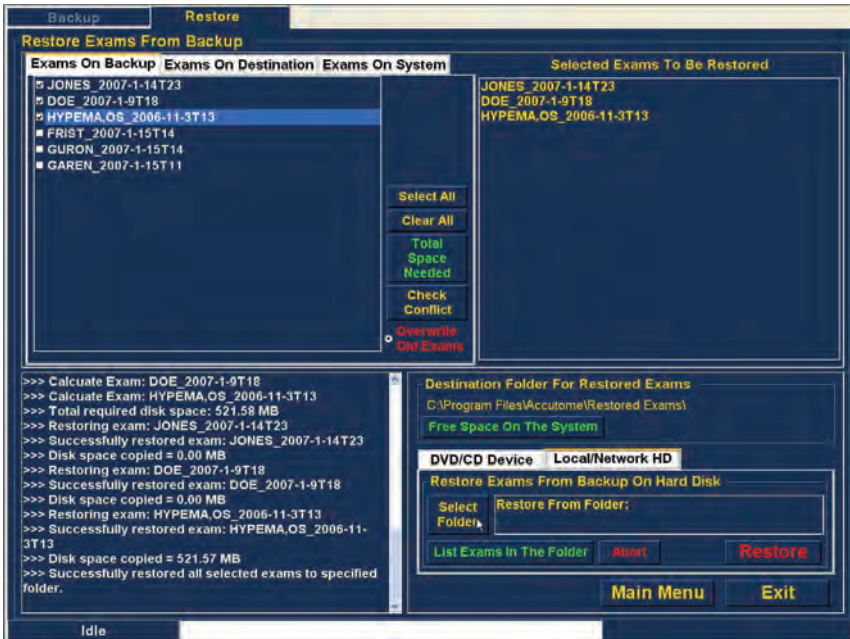 Backup
Restore
Restore Exams From Backup
Exams On Backup
Exams On Destination
Exams On System
JONES_2007-1-14T23
DOE_2007-1-9T18
HYPEMA,OS_2006-11-3T13
FRIST_2007-1-15T14
GURON_2007-1-15T14
GAREN_2007-1-15T11
Select All
Clear All
Total
Space
Needed
Check
Conflict
Overwrite
Old Exams
Selected Exams To Be Restored
JONES_2007-1-14T23
DOE_2007-1-9T18
HYPEMA,OS_2006-11-3T13
>>> Calcuate Exam: DOE_2007-1-9T18
>>> Calcuate Exam: HYPEMA,OS_2006-11-3T13
>>> Total required disk space: 521.58 MB
>>> Restoring exam: JONES_2007-1-14T23
>>> Successfully restored exam: JONES_2007-1-14T23
>>> Disk space copied = 0.00 MB
>>> Restoring exam: DOE_2007-1-9T18
>>> Successfully restored exam: DOE_2007-1-9T18
>>> Disk space copied = 0.00 MB
>>> Restoring exam: HYPEMA,OS_2006-11-3T13
>>> Successfully restored exam: HYPEMA,OS_2006-11-
3T13
>>> Disk space copied = 521.57 MB
>>> Successfully restored all selected exams to specified
folder.
Destination Folder For Restored Exams
C:\Program Files\Accutome\Restored Exams\
Free Space On The System
DVD/CD Device
Local/Network HD
Restore Exams From Backup On Hard Disk
Select
Folder
Restore From Folder:
List Exams In The Folder
Abort
Restore
Main Menu
Exit
Idle